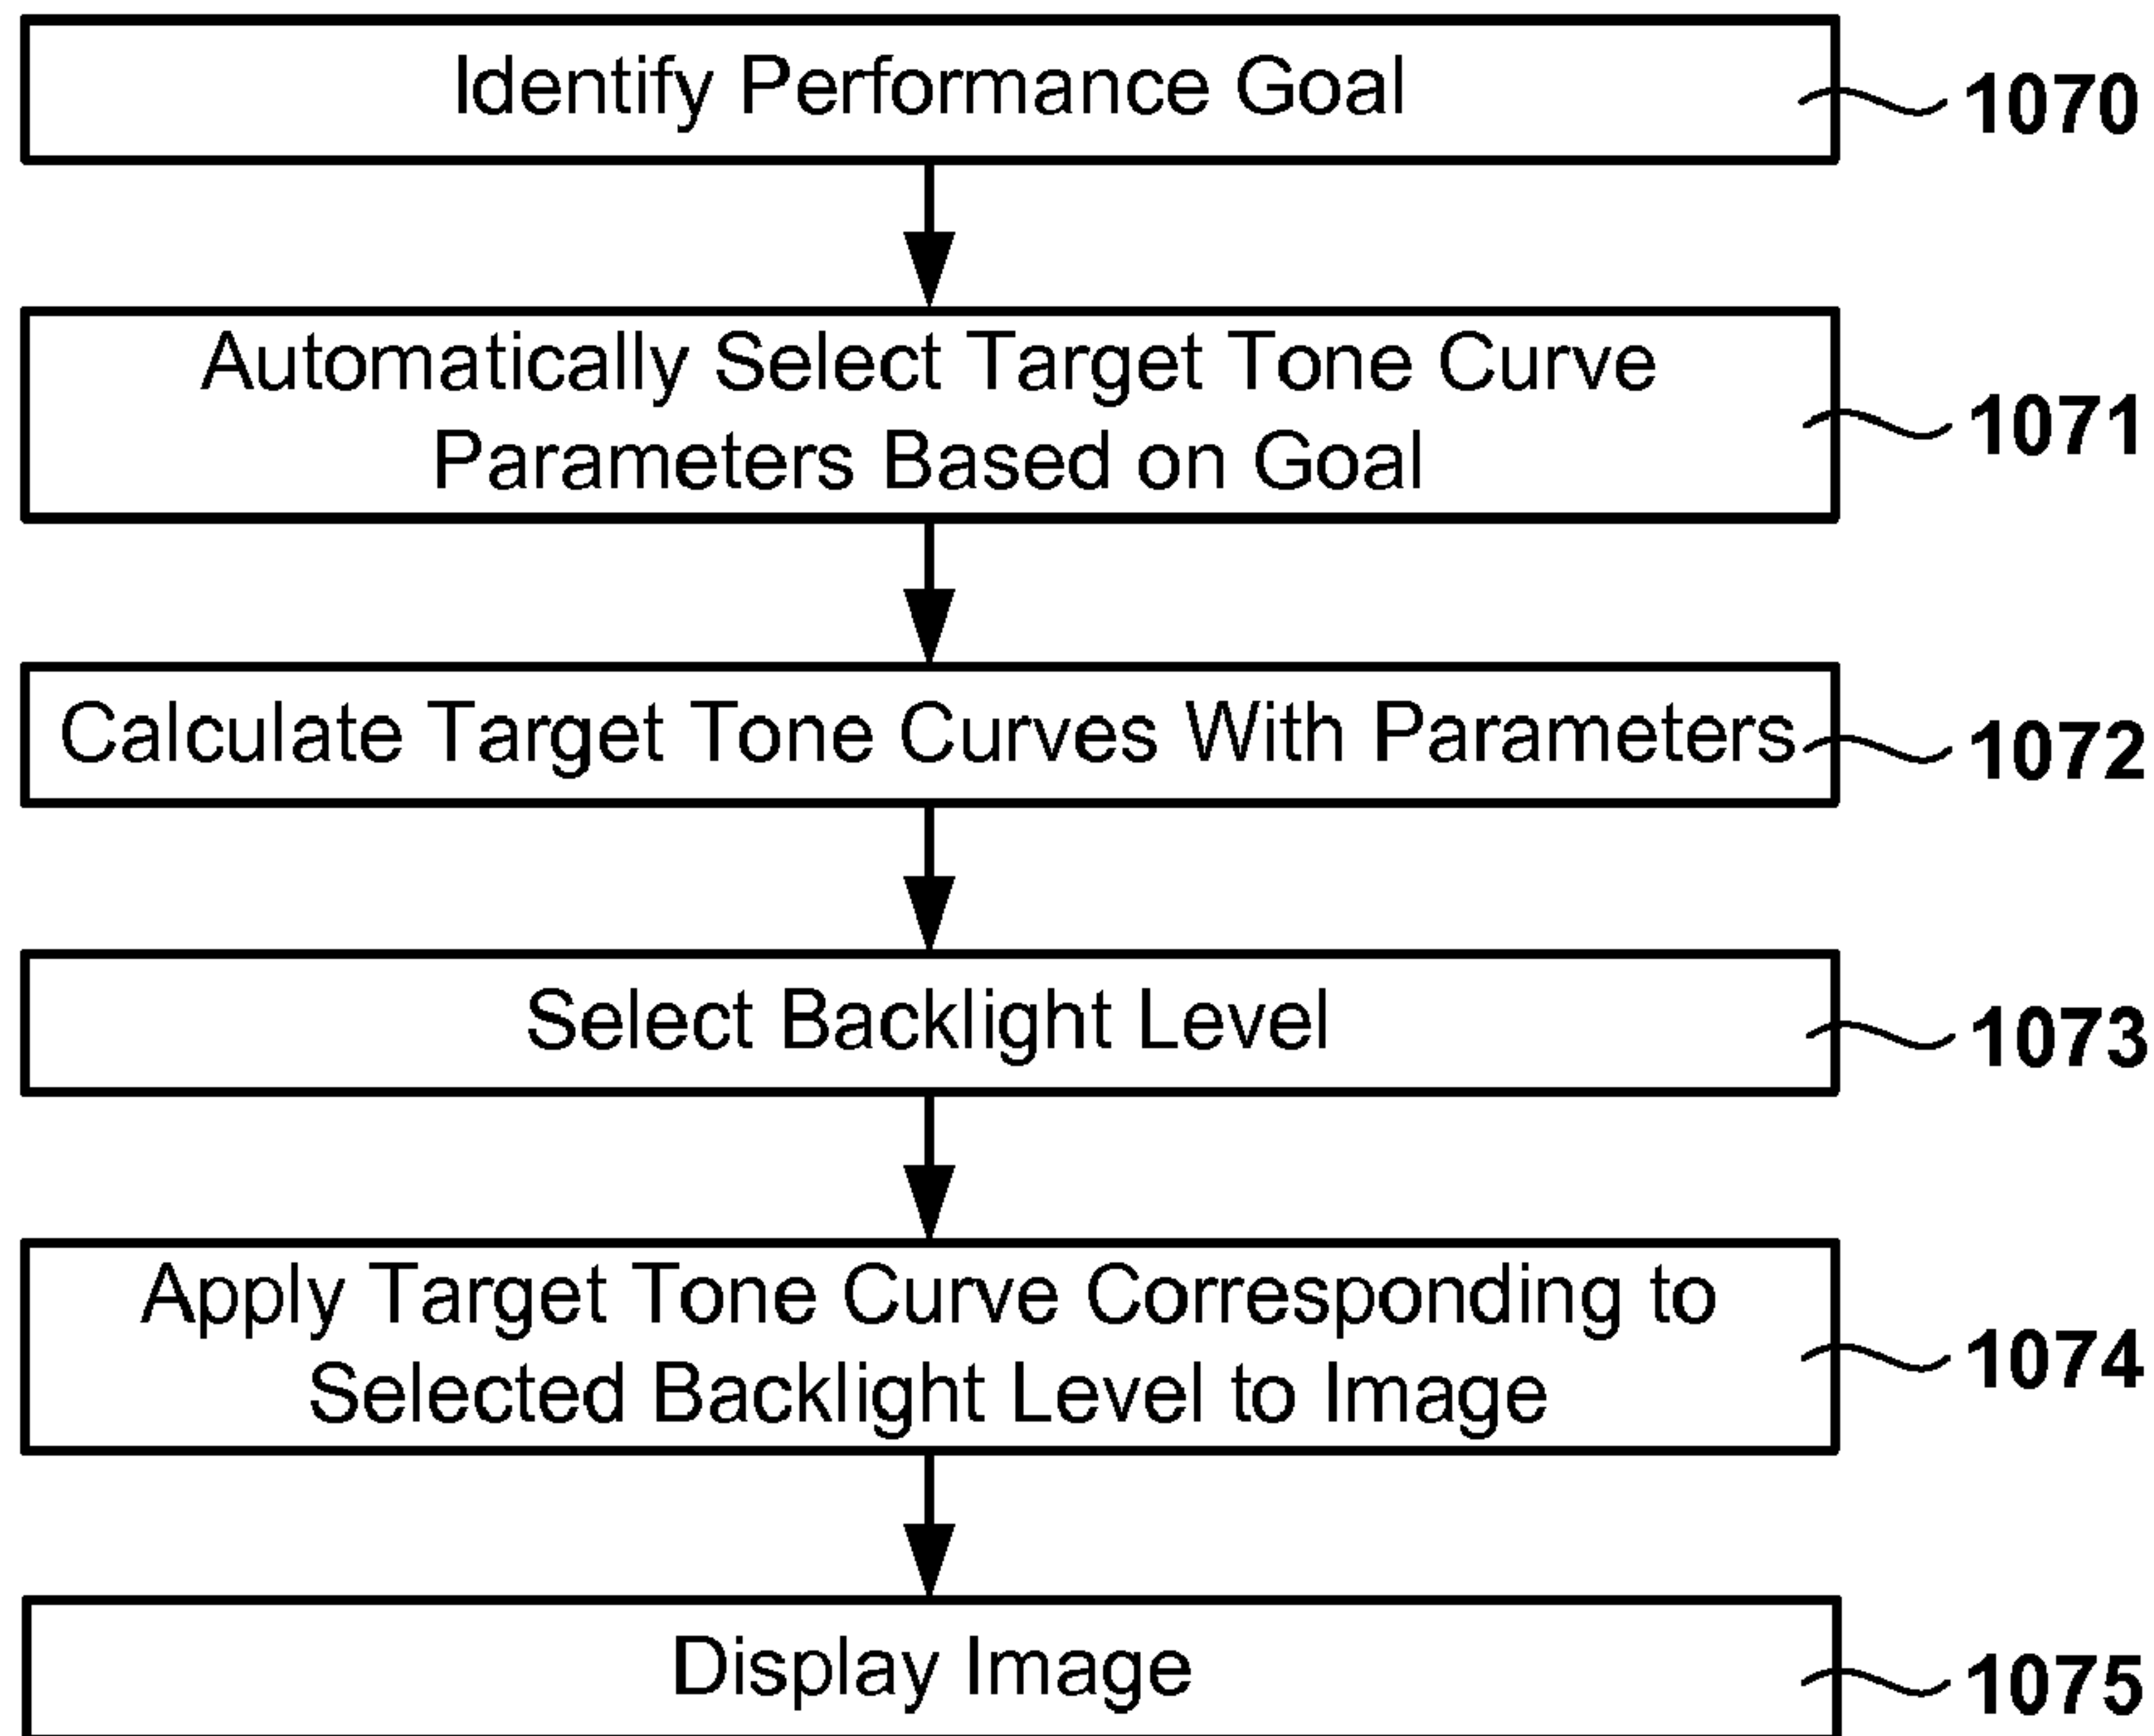 Identify Performance Goal
1070
Automatically Select Target Tone Curve
Parameters Based on Goal
1071
Calculate Target Tone Curves With Parameters
1072
Select Backlight Level
1073
Apply Target Tone Curve Corresponding to
Selected Backlight Level to Image
1074
Display Image
1075